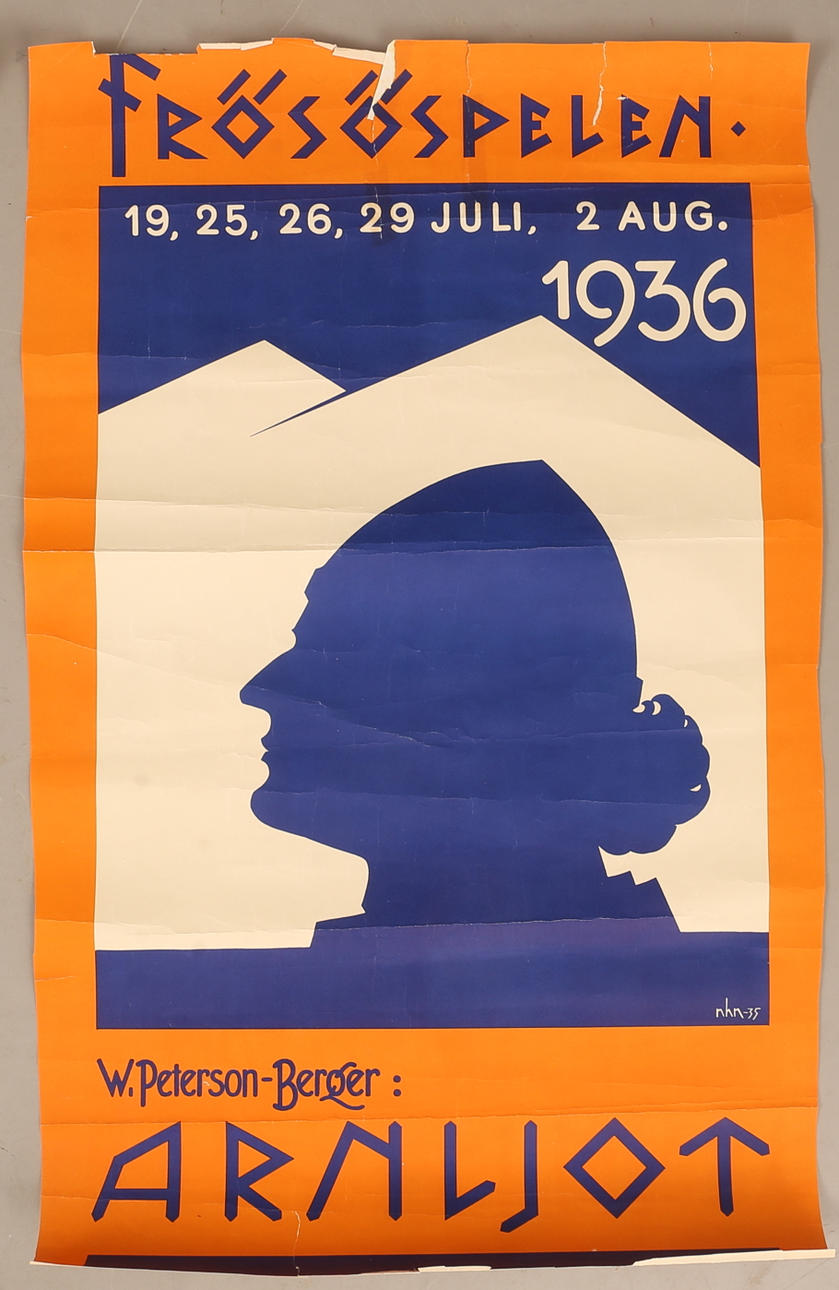 FRÖSÖSPELEN.
19, 25, 26, 29 JULI, 2 AUG.
1936
nhn-35
W. Peterson-Berger:
ARNLJOT